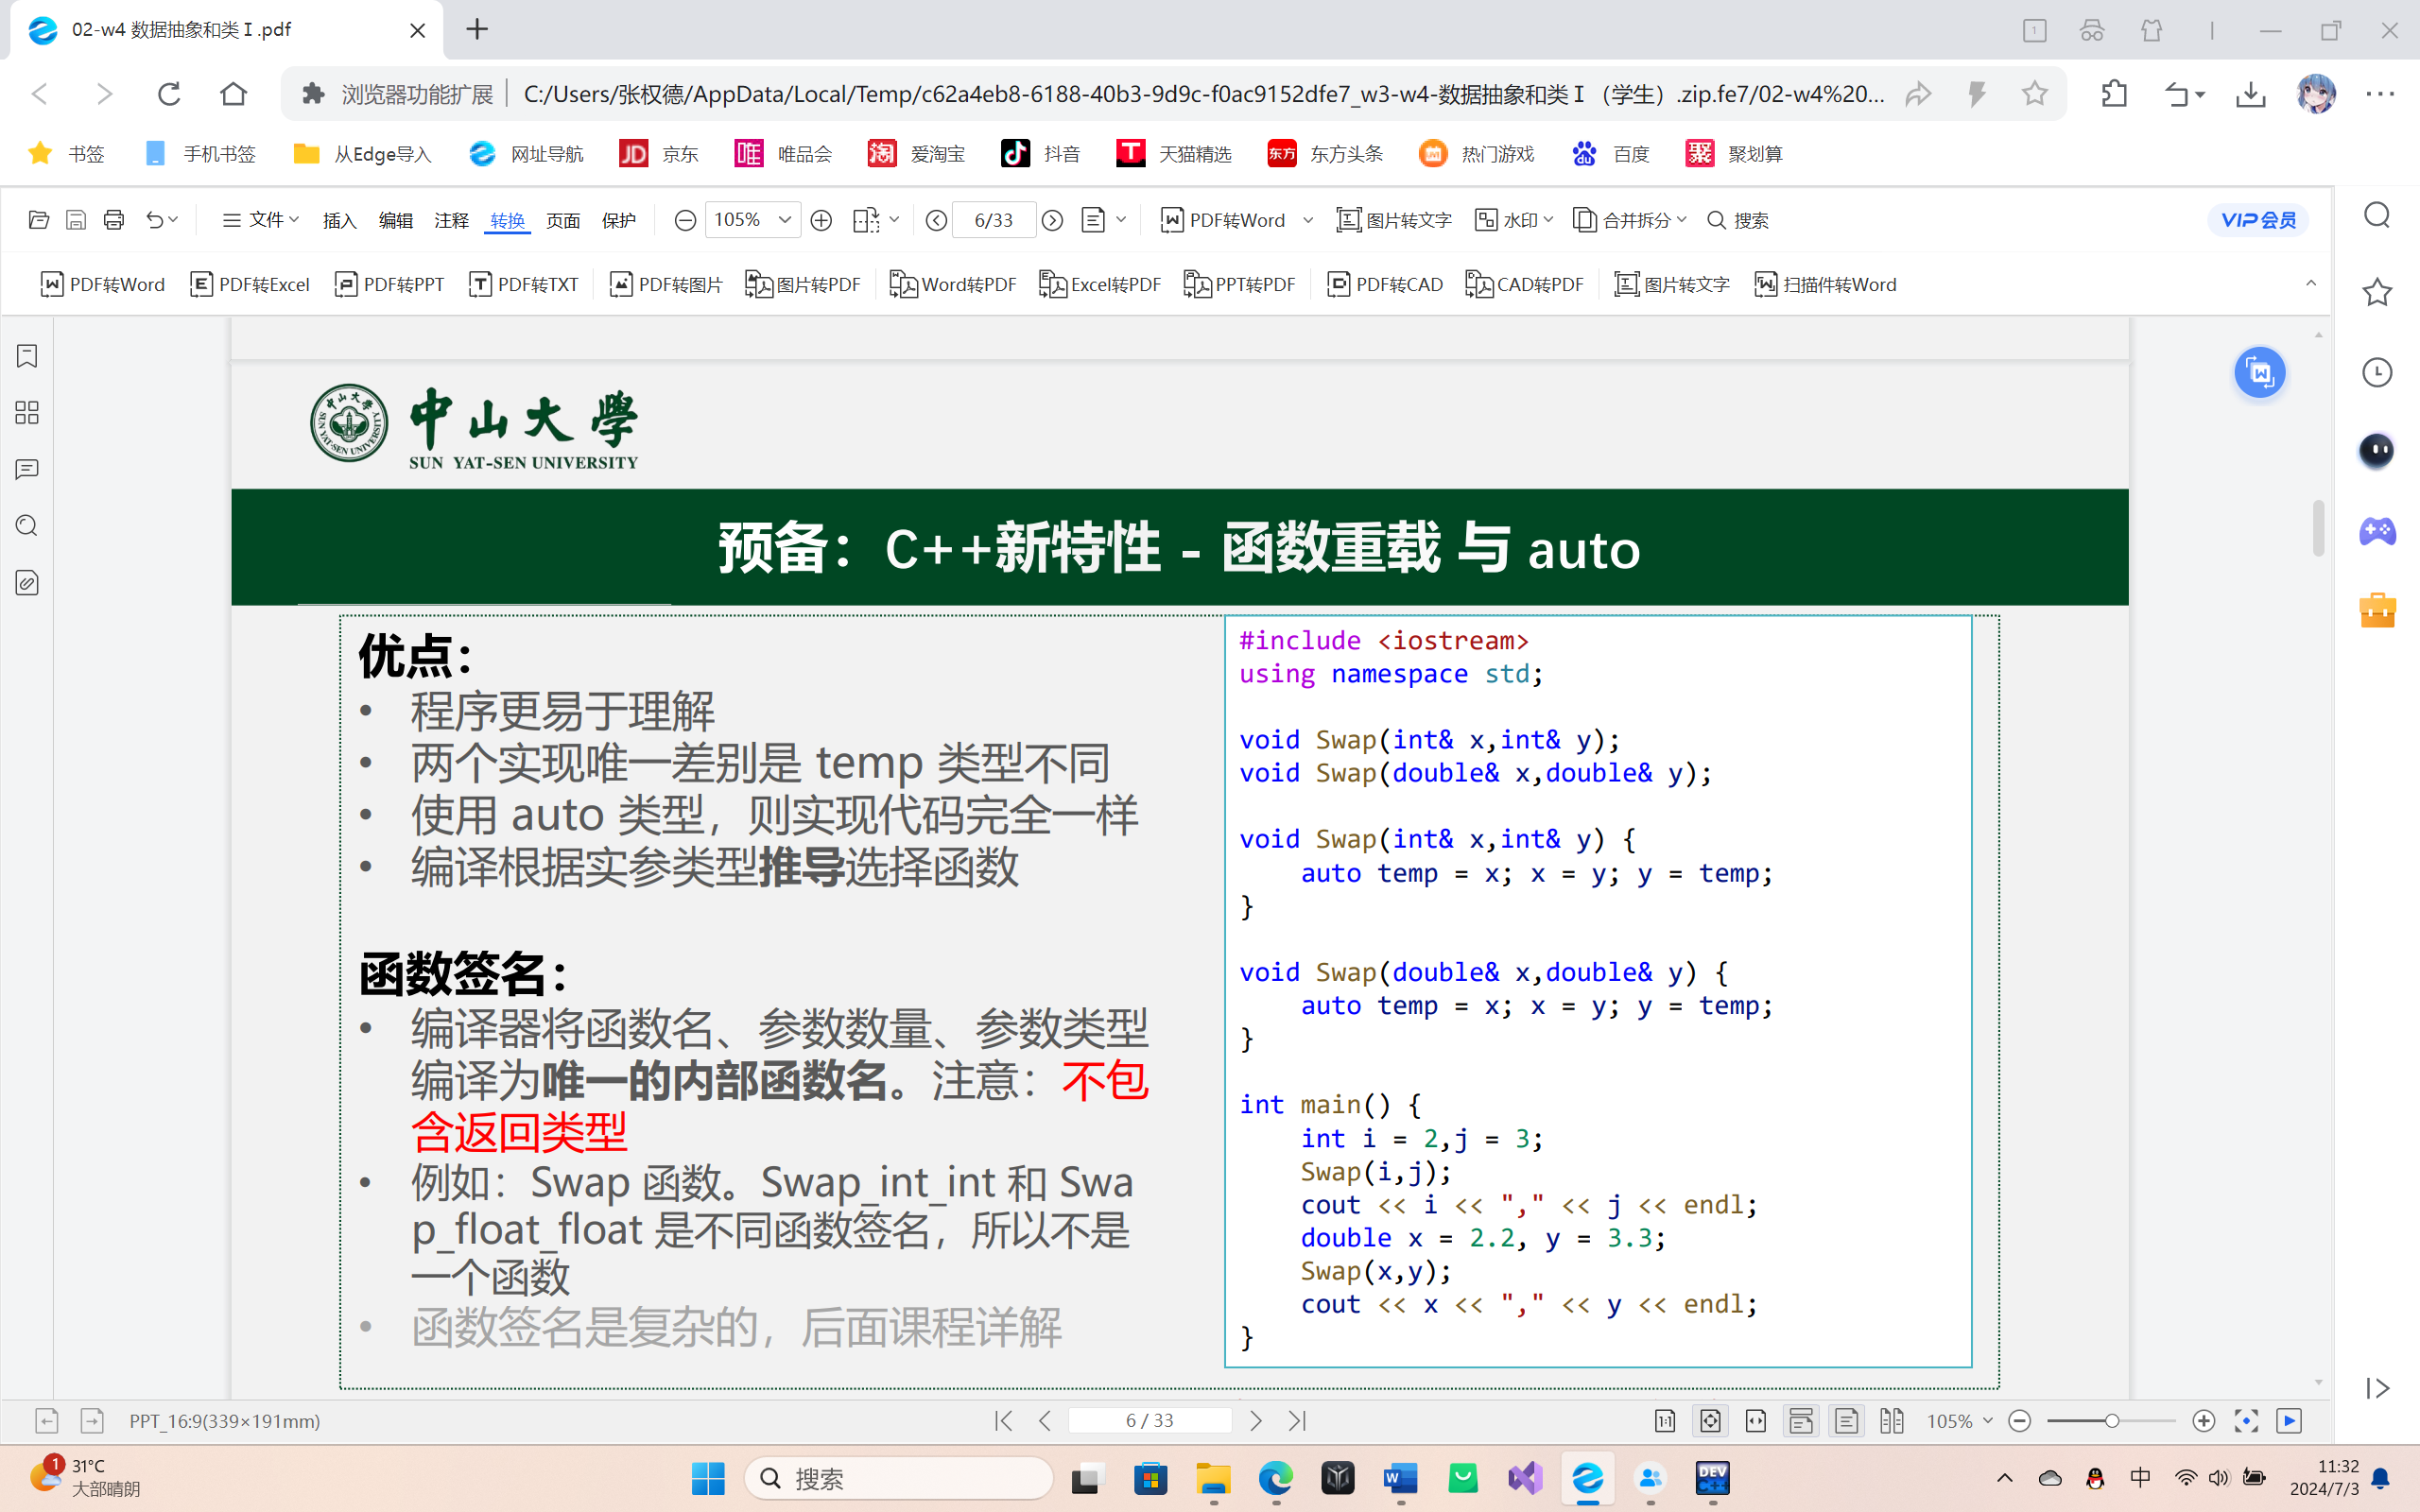 02-w4 数据抽象和类Ⅰ.pdf
浏览器功能扩展
C:/Users/张权德/AppData/Local/Temp/c62a4eb8-6188-40b3-9d9c-f0ac9152dfe7_w3-w4-数据抽象和类Ⅰ（学生）.zip.fe7/02-w4%20...
书签 手机书签 从Edge导入 网址导航 JD 京东 唯 唯品会 淘 爱淘宝 抖音 T 天猫精选 东方 东方头条 热门游戏 du 百度 聚 聚划算
文件 插入 编辑 注释 转换 页面 保护 105% 6/33 PDF转Word 图片转文字 水印 合并拆分 搜索 VIP会员
PDF转Word PDF转Excel PDF转PPT PDF转TXT PDF转图片 图片转PDF Word转PDF Excel转PDF PPT转PDF PDF转CAD CAD转PDF 图片转文字 扫描件转Word
中山大學
SUN YAT-SEN UNIVERSITY
预备：C++新特性 - 函数重载 与 auto
优点：
• 程序更易于理解
• 两个实现唯一差别是 temp 类型不同
• 使用 auto 类型，则实现代码完全一样
• 编译根据实参类型推导选择函数
函数签名：
• 编译器将函数名、参数数量、参数类型
编译为唯一的内部函数名。注意：不包
含返回类型
• 例如：Swap 函数。Swap_int_int 和 Swa
p_float_float 是不同函数签名，所以不是
一个函数
• 函数签名是复杂的，后面课程详解
#include <iostream>
using namespace std;
void Swap(int& x,int& y);
void Swap(double& x,double& y);
void Swap(int& x,int& y) {
    auto temp = x; x = y; y = temp;
}
void Swap(double& x,double& y) {
    auto temp = x; x = y; y = temp;
}
int main() {
    int i = 2,j = 3;
    Swap(i,j);
    cout << i << "," << j << endl;
    double x = 2.2, y = 3.3;
    Swap(x,y);
    cout << x << "," << y << endl;
}
PPT_16:9(339×191mm) 6 / 33 1:1 105%
1 31°C
大部晴朗
搜索
DEV
C++
中
11:32
2024/7/3